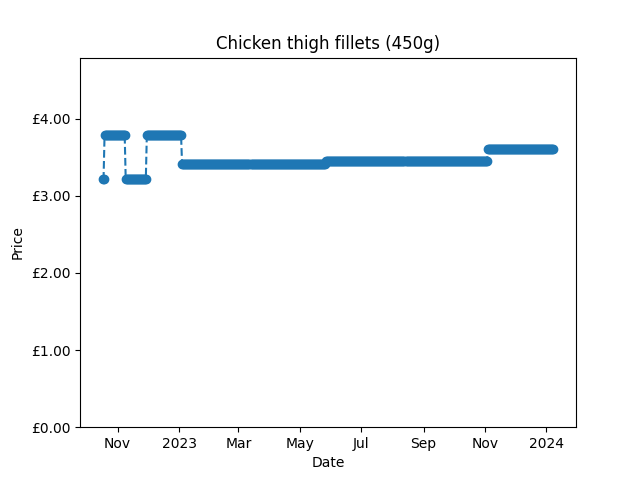 Chicken thigh fillets (450g)
£4.00
£3.00
£2.00
£1.00
£0.00
Price
Nov 2023 Mar May Jul Sep Nov 2024
Date